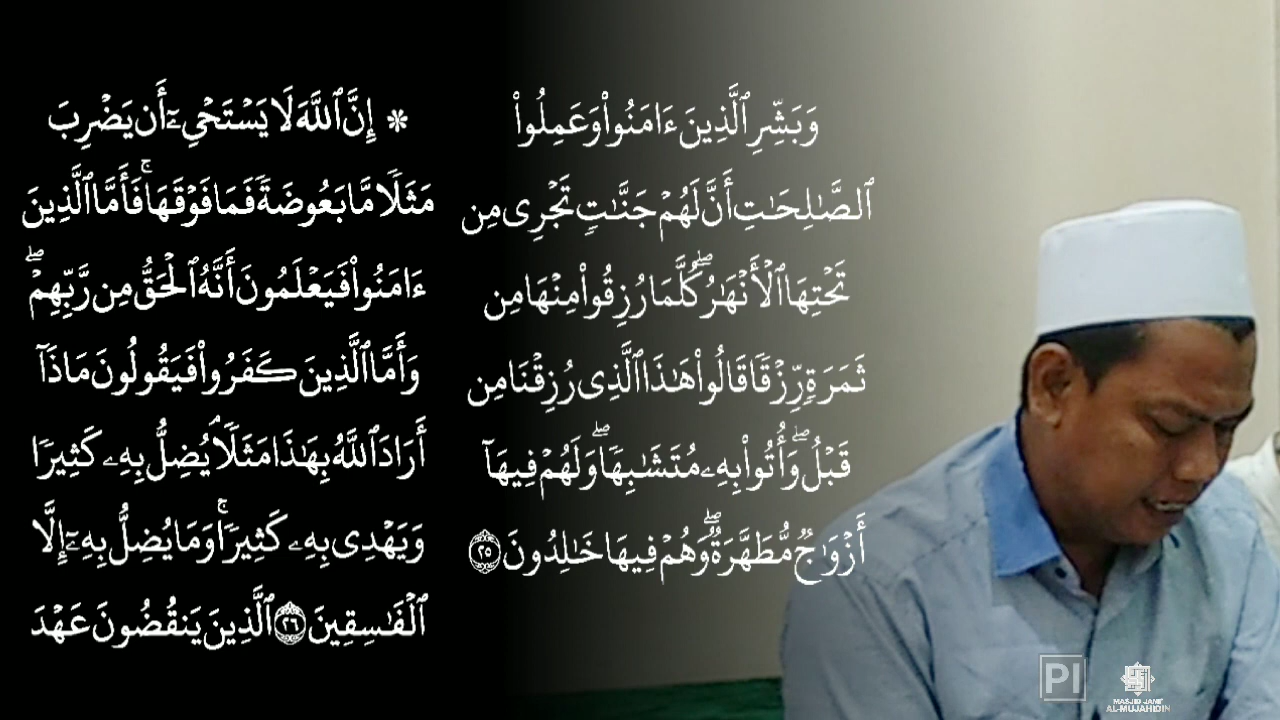 وَبَشِّرِ ٱلَّذِينَ ءَامَنُوا۟ وَعَمِلُوا۟
ٱلصَّـٰلِحَـٰتِ أَنَّ لَهُمْ جَنَّـٰتٍ تَجْرِى مِن
تَحْتِهَا ٱلْأَنْهَـٰرُ ۖ كُلَّمَا رُزِقُوا۟ مِنْهَا مِن
ثَمَرَةٍ رِّزْقًا قَالُوا۟ هَـٰذَا ٱلَّذِى رُزِقْنَا مِن
قَبْلُ ۖ وَأُتُوا۟ بِهِۦ مُتَشَـٰبِهًا ۖ وَلَهُمْ فِيهَآ
أَزْوَٰجٌ مُّطَهَّرَةٌ ۖ وَهُمْ فِيهَا خَـٰلِدُونَ ٢٥
* إِنَّ ٱللَّهَ لَا يَسْتَحْىِۦٓ أَن يَضْرِبَ
مَثَلًا مَّا بَعُوضَةً فَمَا فَوْقَهَا ۚ فَأَمَّا ٱلَّذِينَ
ءَامَنُوا۟ فَيَعْلَمُونَ أَنَّهُ ٱلْحَقُّ مِن رَّبِّهِمْ ۖ
وَأَمَّا ٱلَّذِينَ كَفَرُوا۟ فَيَقُولُونَ مَاذَآ
أَرَادَ ٱللَّهُ بِهَـٰذَا مَثَلًا ۘ يُضِلُّ بِهِۦ كَثِيرًا
وَيَهْدِى بِهِۦ كَثِيرًا ۚ وَمَا يُضِلُّ بِهِۦٓ إِلَّا
ٱلْفَـٰسِقِينَ ٢٦ ٱلَّذِينَ يَنقُضُونَ عَهْدَ
PI
MASJID JAMI'
AL-MUJAHIDIN